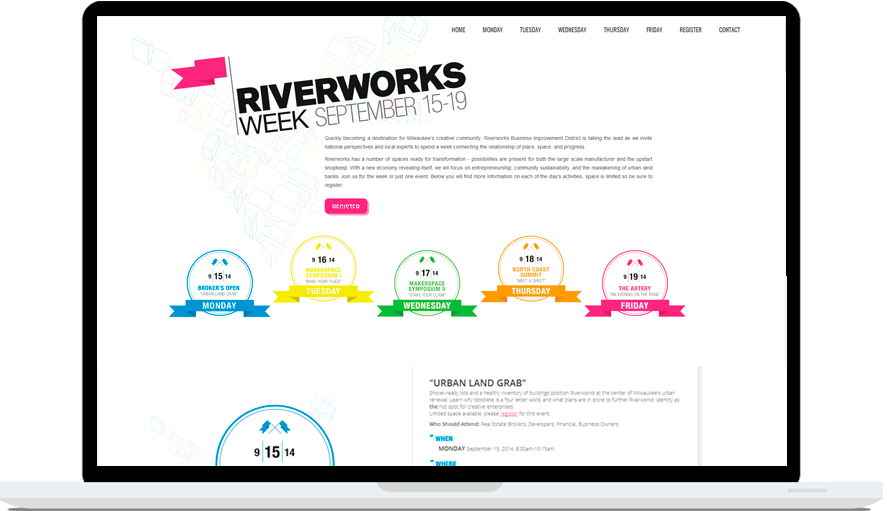 HOME MONDAY TUESDAY WEDNESDAY THURSDAY FRIDAY REGISTER CONTACT
RIVERWORKS
WEEK SEPTEMBER 15-19
Quickly becoming a destination for Milwaukee's creative community, Riverworks Business Improvement District is taking the lead as we invite
national perspectives and local experts to spend a week connecting the relationship of place, space, and progress.
Riverworks has a number of spaces ready for transformation - possibilities are present for both the large scale manufacturer and the upstart
shopkeep. With a new economy revealing itself, we will focus on entrepreneurship, community sustainability, and the reawakening of urban land
banks. Join us for the week or just one event. Below you will find more information on each of the day's activities, space is limited so be sure to
register.
REGISTER
9 15 14
BROKER'S OPEN
"URBAN LAND GRAB"
MONDAY
9 16 14
MAKERSPACE
SYMPOSIUM I
"MAKE YOUR PLACE"
TUESDAY
9 17 14
MAKERSPACE
SYMPOSIUM II
"STAKE YOUR CLAIM"
WEDNESDAY
9 18 14
NORTH COAST
SUMMIT
"MEET & GREET"
THURSDAY
9 19 14
THE ARTERY
"AN EVENING ON THE ERAB"
FRIDAY
9 15 14
"URBAN LAND GRAB"
Shovel-ready lots and a healthy inventory of buildings position Riverworks at the center of Milwaukee's urban
renewal. Learn why obsolete is a four letter word, and what plans are in store to further Riverworks' identity as
the hot spot for creative enterprises.
Limited space available, please register for this event.
Who Should Attend: Real Estate Brokers, Developers, Financial, Business Owners
WHEN
MONDAY September 15, 2014, 8:00am-10:15am
WHERE